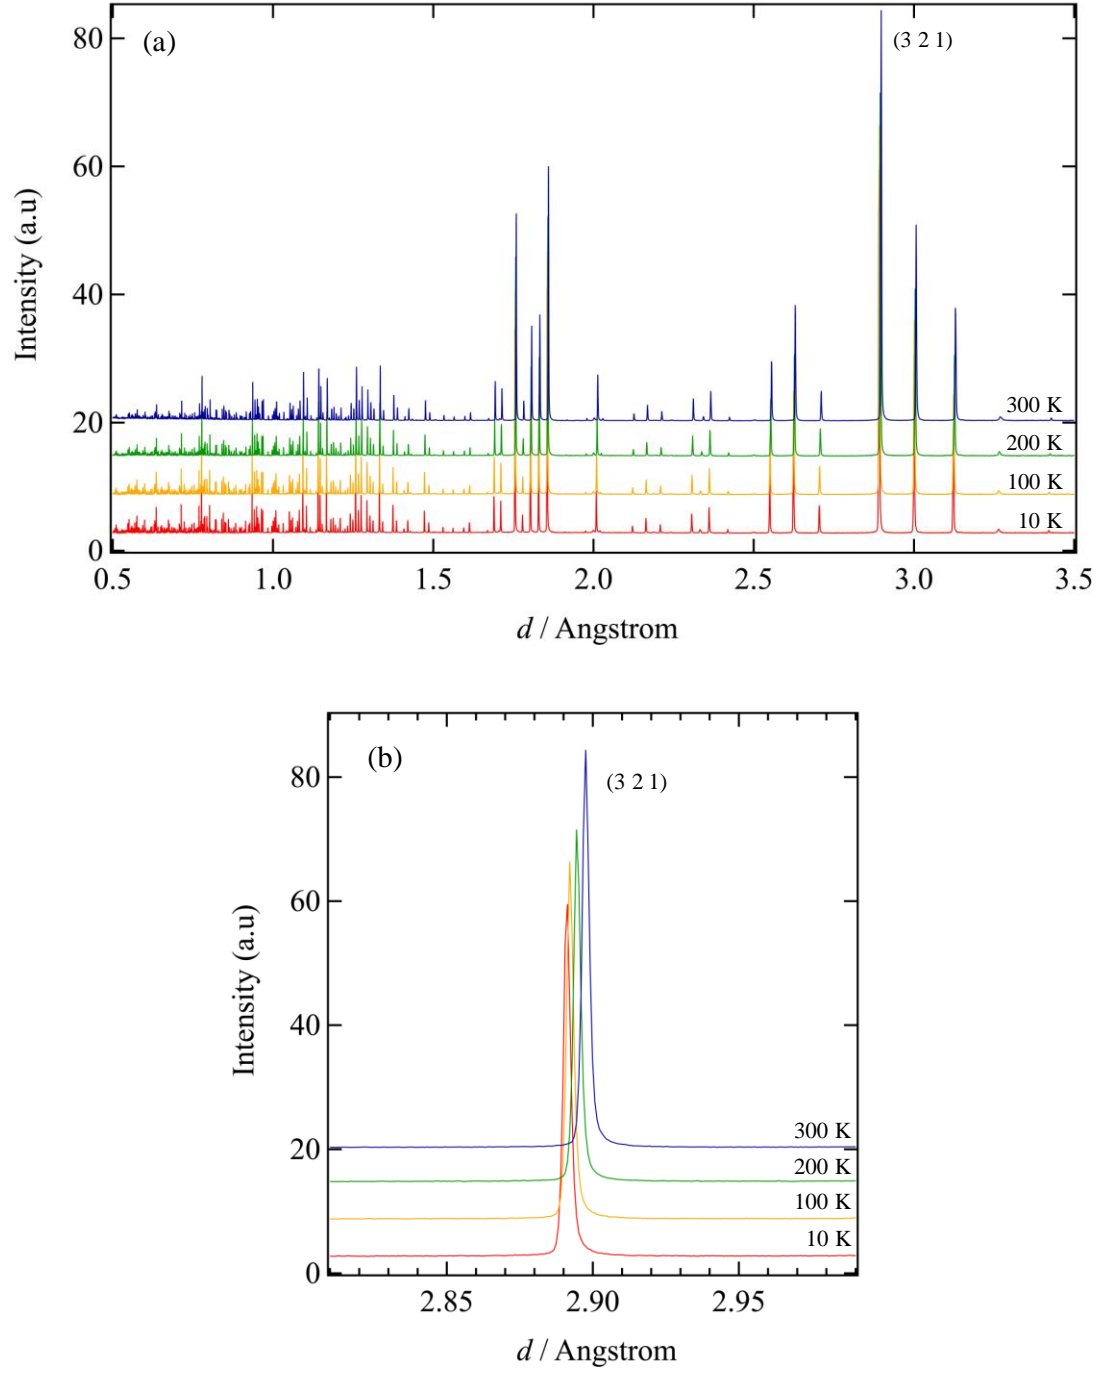 80
(a)
(3 2 1)
60
Intensity (a.u)
40
300 K
20
200 K
100 K
10 K
0
0.5 1.0 1.5 2.0 2.5 3.0 3.5
d / Angstrom
(b)
80
(3 2 1)
60
Intensity (a.u)
40
300 K
20
200 K
100 K
10 K
0
2.85 2.90 2.95
d / Angstrom